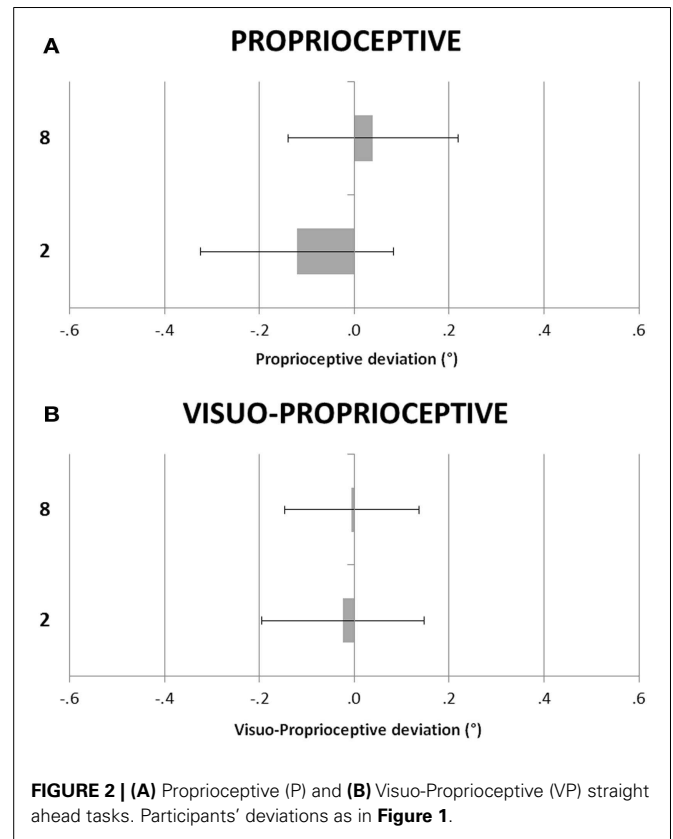 A
PROPRIOCEPTIVE
8
2
-.6 -.4 -.2 .0 .2 .4 .6
Proprioceptive deviation (°)
B
VISUO-PROPRIOCEPTIVE
8
2
-.6 -.4 -.2 .0 .2 .4 .6
Visuo-Proprioceptive deviation (°)
FIGURE 2 | (A) Proprioceptive (P) and (B) Visuo-Proprioceptive (VP) straight
ahead tasks. Participants’ deviations as in Figure 1.